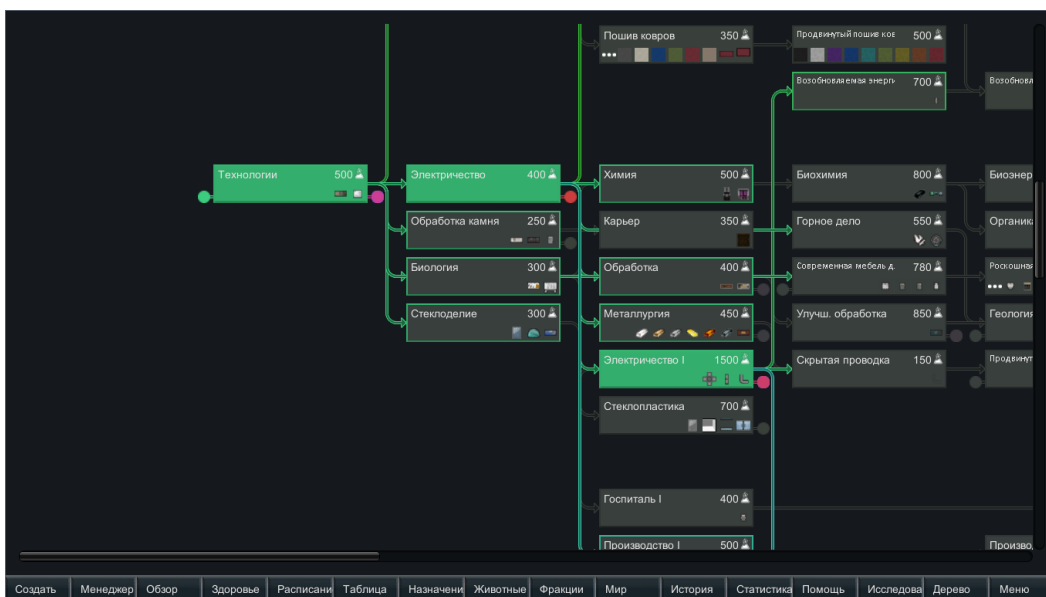 Пошив ковров 350
Продвинутый пошив ков 500
Возобновляемая энерги 700
Возобновл
Технологии 500
Электричество 400
Химия 500
Биохимия 800
Биоэнер
Обработка камня 250
Карьер 350
Горное дело 550
Органик
Биология 300
Обработка 400
Современная мебель д. 780
Роскошная
Стеклоделие 300
Металлургия 450
Улучш. обработка 850
Геология
Электричество I 1500
Скрытая проводка 150
Продвинут
Стеклопластика 700
Госпиталь I 400
Производство I 500
Произво
Создать Менеджер Обзор Здоровье Расписани Таблица Назначени Животные Фракции Мир История Статистика Помощь Исследова Дерево Меню